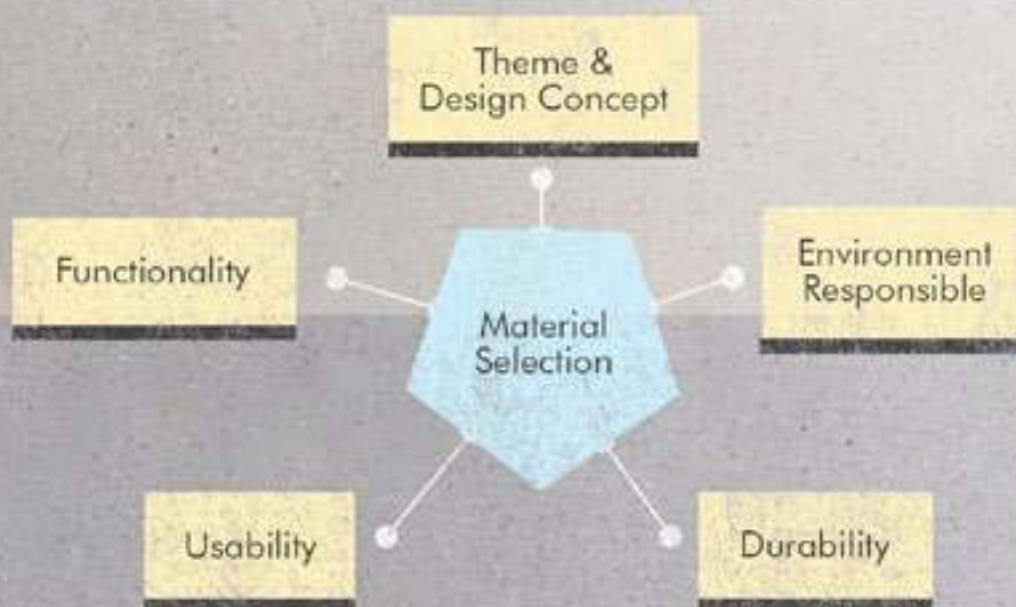 Theme &
Design Concept
Functionality
Environment
Responsible
Material
Selection
Usability
Durability